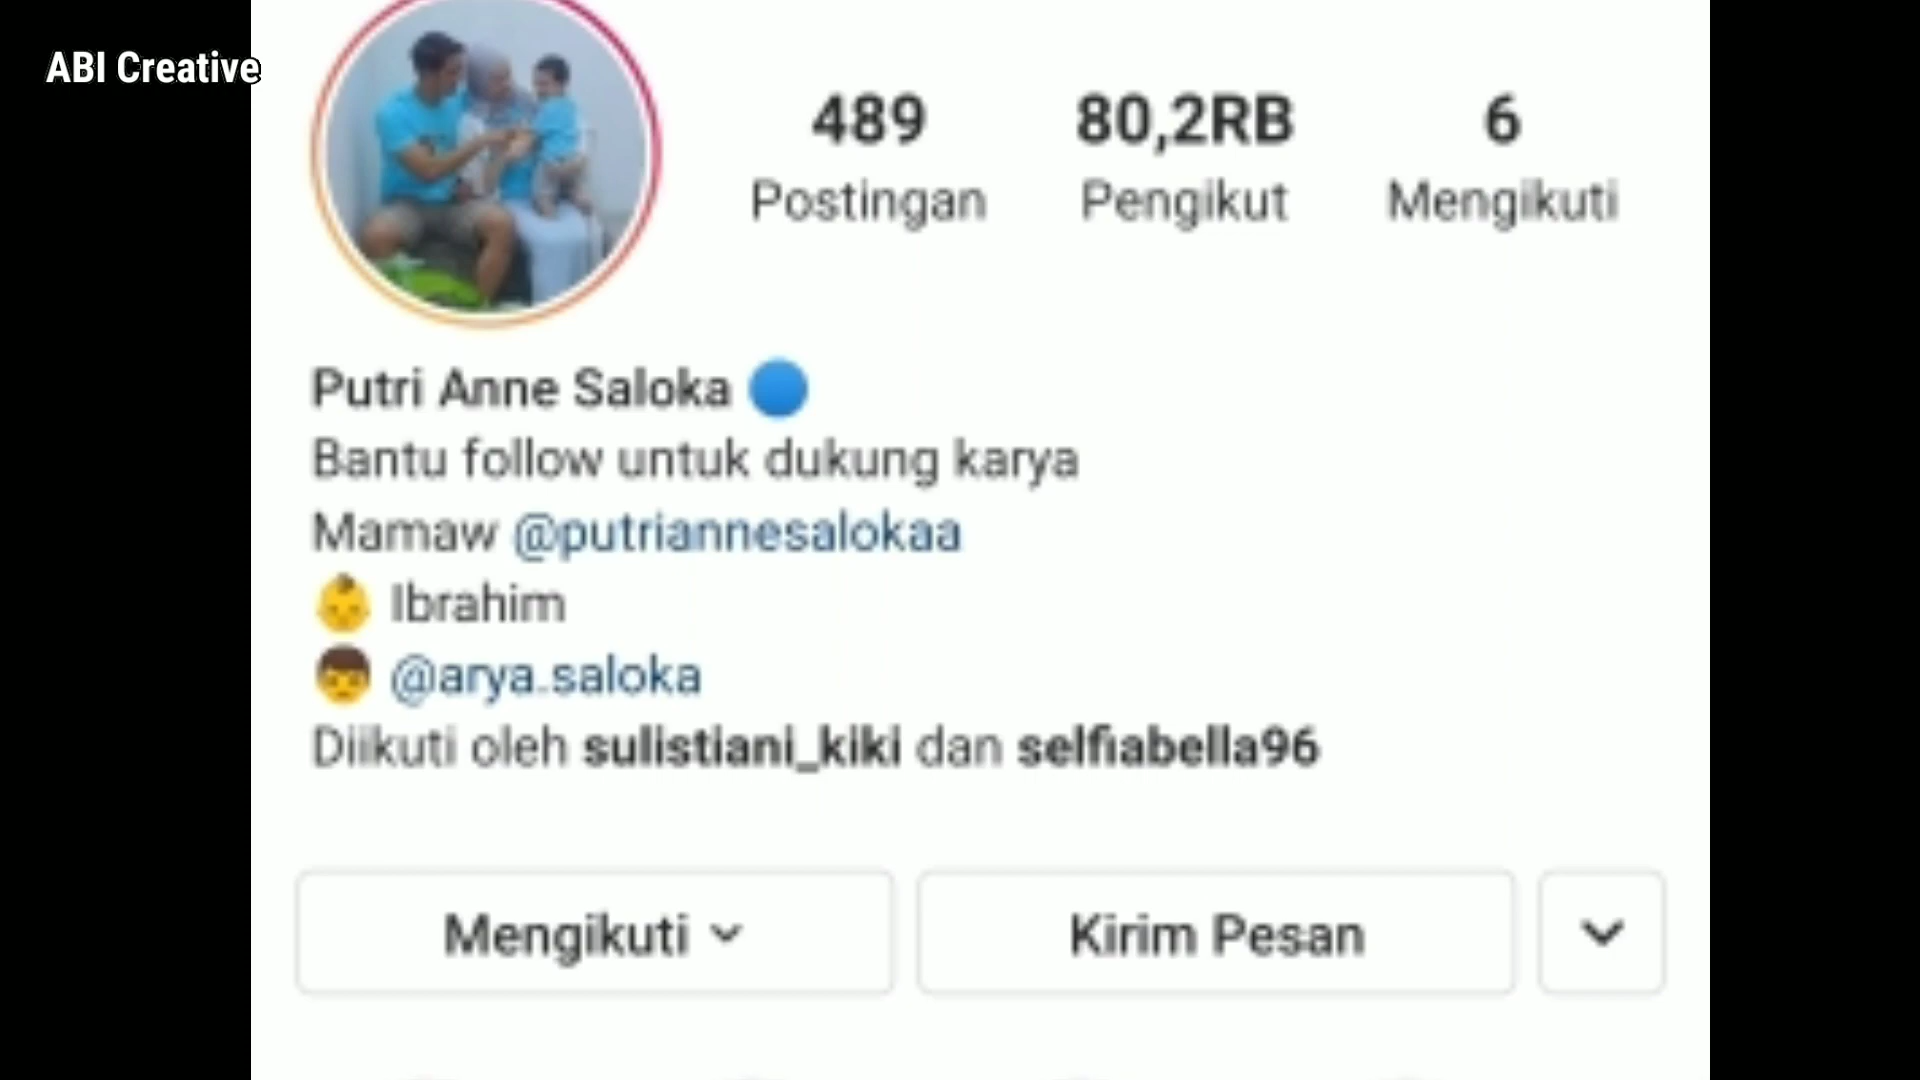 ABI Creative
489 80,2RB 6
Postingan Pengikut Mengikuti
Putri Anne Saloka
Bantu follow untuk dukung karya
Mamaw @putriannesalokaa
Ibrahim
@arya.saloka
Diikuti oleh sulistiani_kiki dan selfiabella96
Mengikuti Kirim Pesan